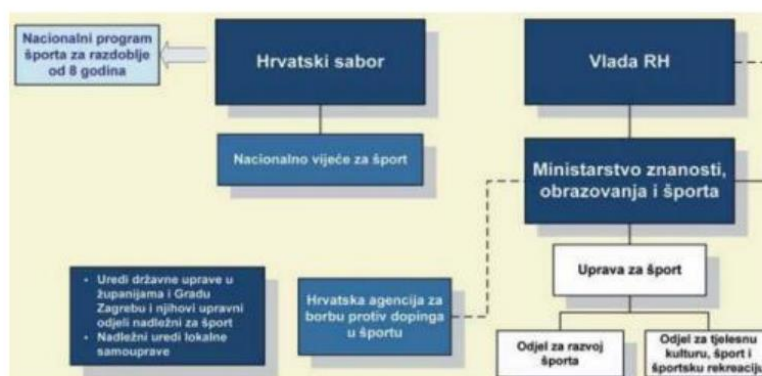 Nacionalni program
športa za razdoblje
od 8 godina
Hrvatski sabor
Vlada RH
Nacionalno vijeće za šport
Ministarstvo znanosti,
obrazovanja i športa
Uprava za šport
• Uredi državne uprave u
županijama i Gradu
Zagrebu i njihovi upravni
odjeli nadležni za šport
• Nadležni uredi lokalne
samouprave
Hrvatska agencija za
borbu protiv dopinga
u športu
Odjel za razvoj
športa
Odjel za tjelesnu
kulturu, šport i
športsku rekreaciju